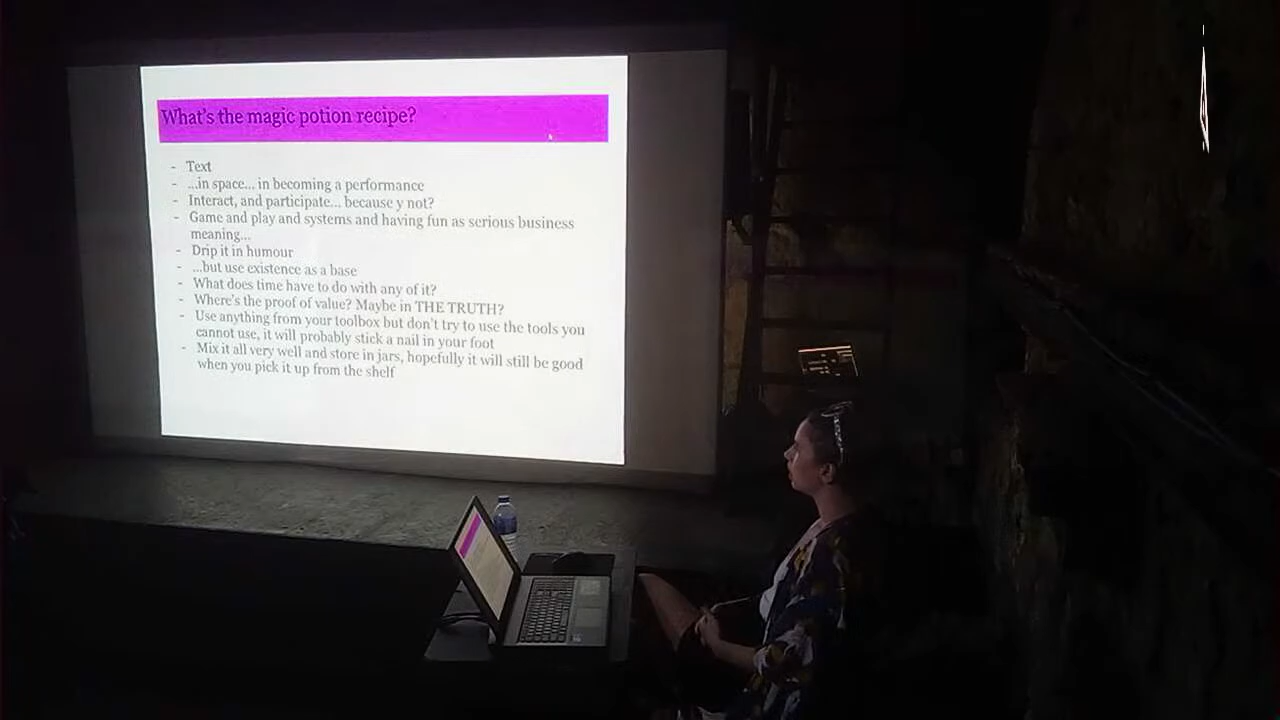 What's the magic potion recipe?
- Text
- ...in space... in becoming a performance
- Interact, and participate... because y not?
- Game and play and systems and having fun as serious business
meaning...
- Drip it in humour
- ...but use existence as a base
- What does time have to do with any of it?
- Where's the proof of value? Maybe in THE TRUTH?
- Use anything from your toolbox but don't try to use the tools you
cannot use, it will probably stick a nail in your foot
- Mix it all very well and store in jars, hopefully it will still be good
when you pick it up from the shelf